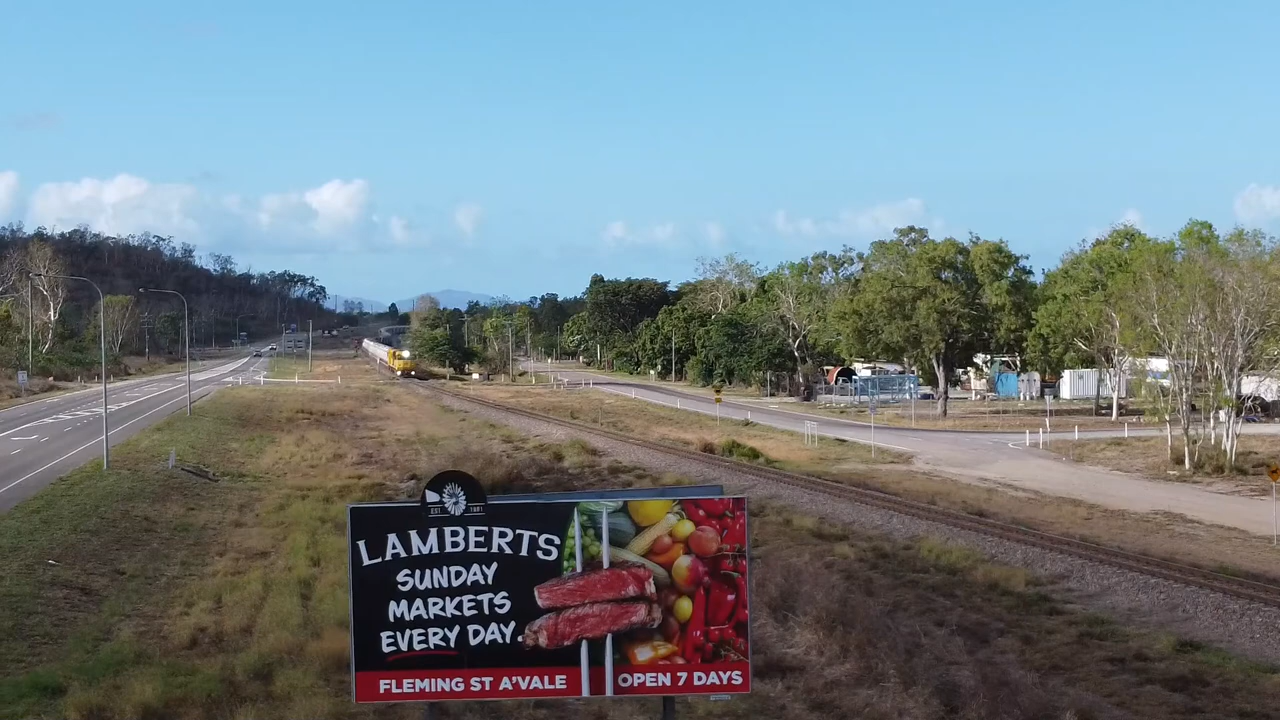 EST 1981
LAMBERTS
SUNDAY
MARKETS
EVERY DAY.
FLEMING ST A'VALE
OPEN 7 DAYS